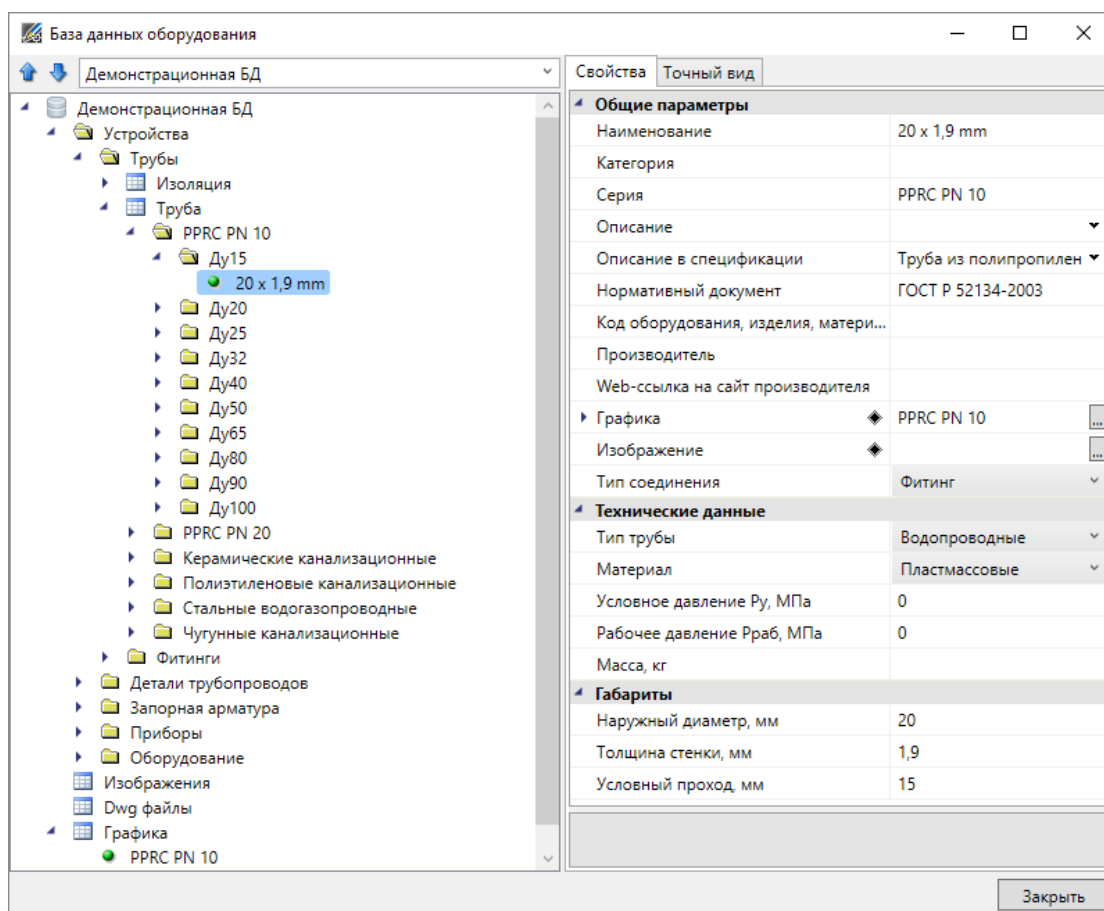 База данных оборудования
Демонстрационная БД
Демонстрационная БД
Устройства
Трубы
Изоляция
Труба
PPRC PN 10
Ду15
20 x 1,9 mm
Ду20
Ду25
Ду32
Ду40
Ду50
Ду65
Ду80
Ду90
Ду100
PPRC PN 20
Керамические канализационные
Полиэтиленовые канализационные
Стальные водогазопроводные
Чугунные канализационные
Фитинги
Детали трубопроводов
Запорная арматура
Приборы
Оборудование
Изображения
Dwg файлы
Графика
PPRC PN 10
Свойства Точный вид
Общие параметры
Наименование 20 x 1,9 mm
Категория
Серия PPRC PN 10
Описание
Описание в спецификации Труба из полипропилен
Нормативный документ ГОСТ Р 52134-2003
Код оборудования, изделия, матери...
Производитель
Web-ссылка на сайт производителя
Графика PPRC PN 10 ...
Изображение ...
Тип соединения Фитинг
Технические данные
Тип трубы Водопроводные
Материал Пластмассовые
Условное давление Pу, МПа 0
Рабочее давление Pраб, МПа 0
Масса, кг
Габариты
Наружный диаметр, мм 20
Толщина стенки, мм 1,9
Условный проход, мм 15
Закрыть